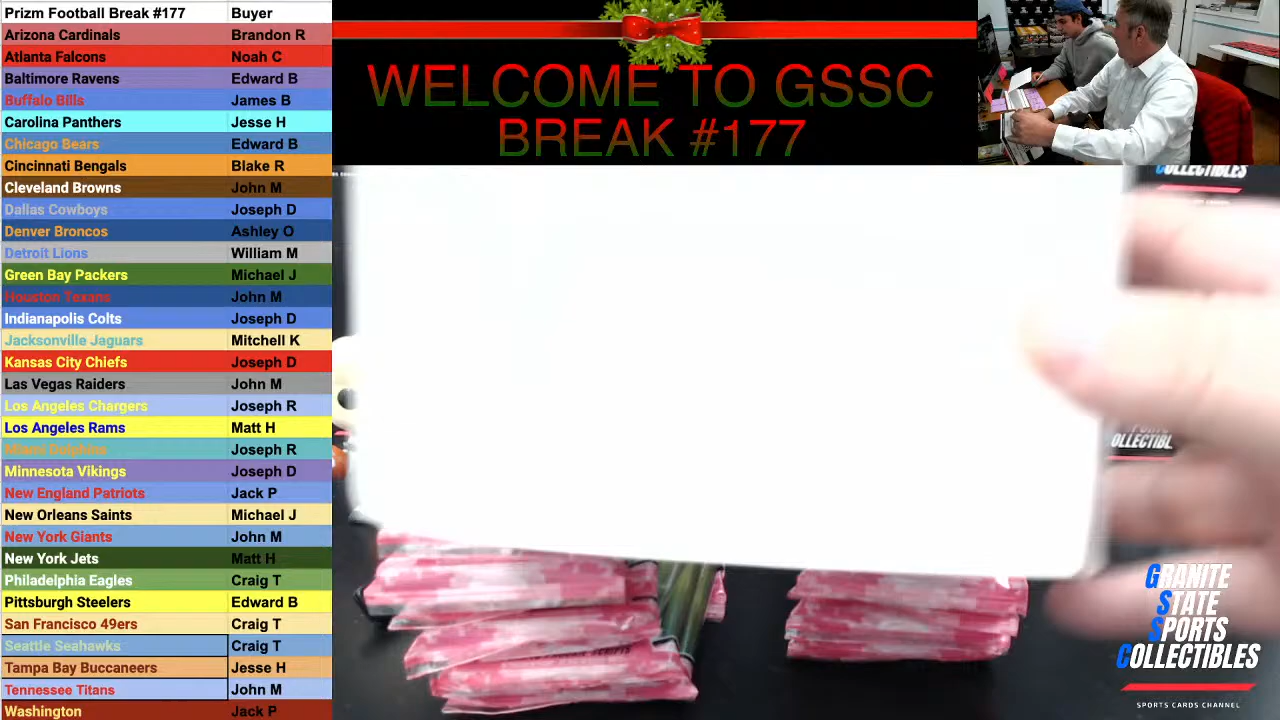 Prizm Football Break #177 Buyer
Arizona Cardinals Brandon R
Atlanta Falcons Noah C
Baltimore Ravens Edward B
Buffalo Bills James B
Carolina Panthers Jesse H
Chicago Bears Edward B
Cincinnati Bengals Blake R
Cleveland Browns John M
Dallas Cowboys Joseph D
Denver Broncos Ashley O
Detroit Lions William M
Green Bay Packers Michael J
Houston Texans John M
Indianapolis Colts Joseph D
Jacksonville Jaguars Mitchell K
Kansas City Chiefs Joseph D
Las Vegas Raiders John M
Los Angeles Chargers Joseph R
Los Angeles Rams Matt H
Miami Dolphins Joseph R
Minnesota Vikings Joseph D
New England Patriots Jack P
New Orleans Saints Michael J
New York Giants John M
New York Jets Matt H
Philadelphia Eagles Craig T
Pittsburgh Steelers Edward B
San Francisco 49ers Craig T
Seattle Seahawks Craig T
Tampa Bay Buccaneers Jesse H
Tennessee Titans John M
Washington Jack P
WELCOME TO GSSC
BREAK #177
GRANITE
STATE
SPORTS
COLLECTIBLES
SPORTS CARDS CHANNEL